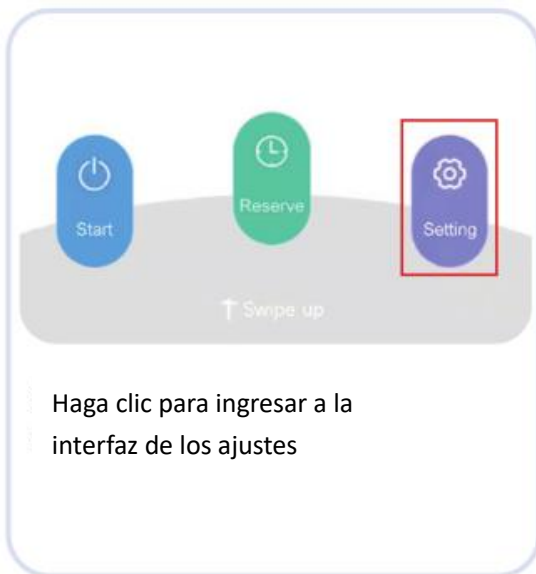 Start
Reserve
Setting
Swipe up
Haga clic para ingresar a la
interfaz de los ajustes